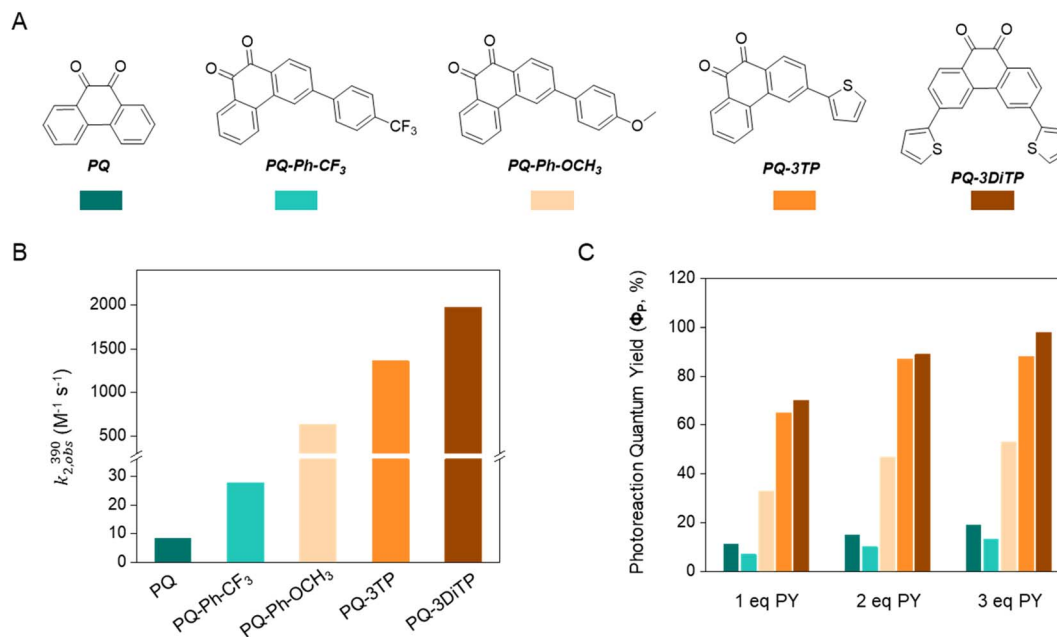 A
O
O
PQ
O
O
CF3
PQ-Ph-CF3
O
O
O
PQ-Ph-OCH3
O
O
S
PQ-3TP
O
O
S
S
PQ-3DiTP
B
k2,obs^390 (M-1 s-1)
2000
1500
1000
500
30
20
10
0
PQ
PQ-Ph-CF3
PQ-Ph-OCH3
PQ-3TP
PQ-3DiTP
C
Photoreaction Quantum Yield (ΦP, %)
120
100
80
60
40
20
0
1 eq PY
2 eq PY
3 eq PY